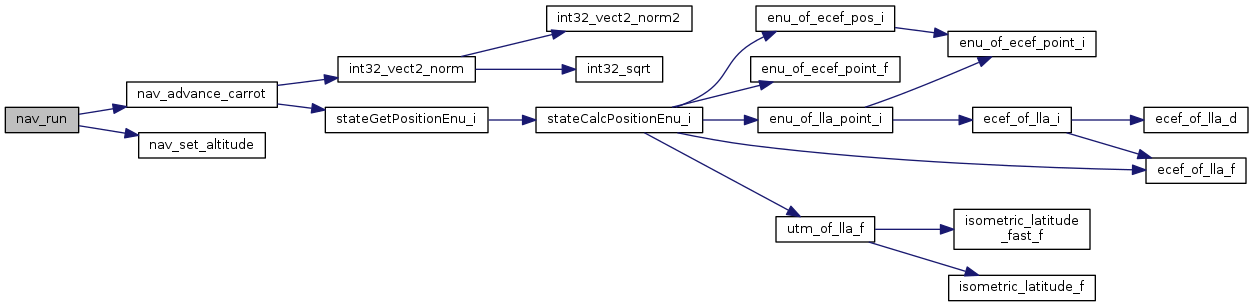 nav_run
nav_advance_carrot
nav_set_altitude
int32_vect2_norm
stateGetPositionEnu_i
int32_vect2_norm2
int32_sqrt
stateCalcPositionEnu_i
enu_of_ecef_pos_i
enu_of_ecef_point_f
enu_of_lla_point_i
utm_of_lla_f
enu_of_ecef_point_i
ecef_of_lla_i
ecef_of_lla_d
ecef_of_lla_f
isometric_latitude
_fast_f
isometric_latitude_f